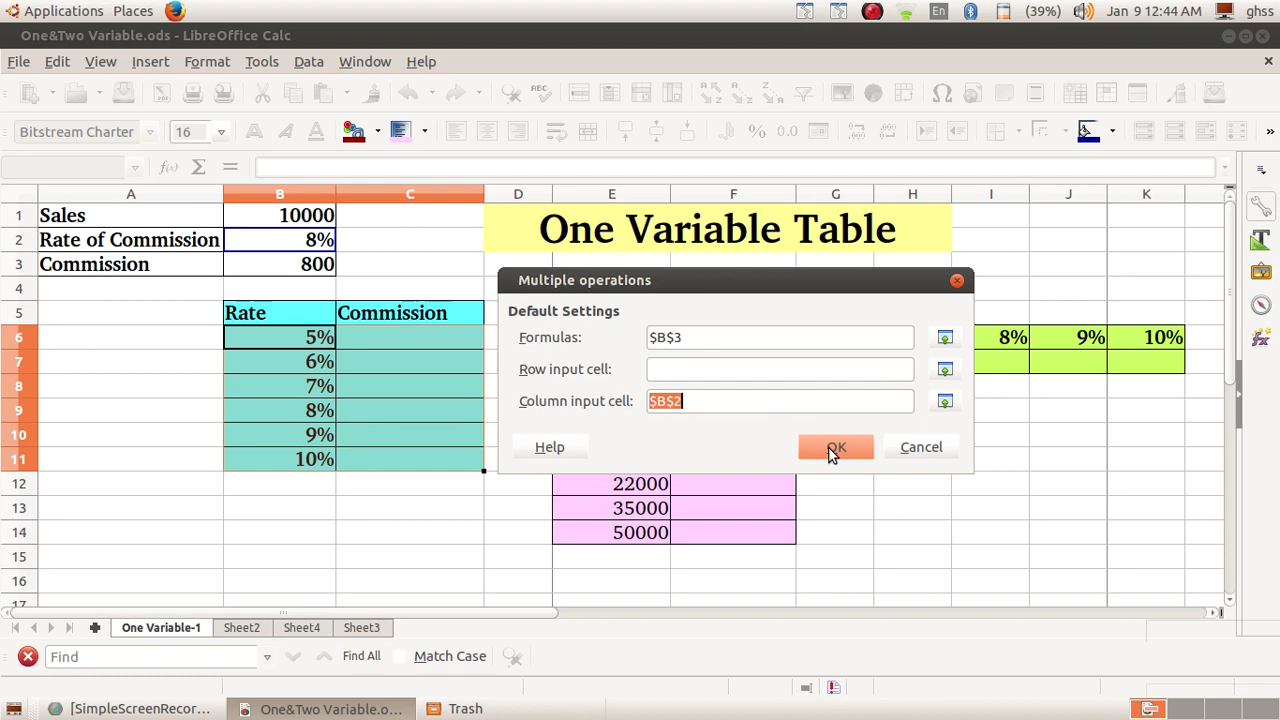 Applications Places En (39%) Jan 9 12:44 AM ghss
One&Two Variable.ods - LibreOffice Calc
File Edit View Insert Format Tools Data Window Help
Bitstream Charter 16 % 0.0 »
f(x) Σ =
A B C D E F G H I J K
1 Sales 10000
One Variable Table
2 Rate of Commission 8%
3 Commission 800
4
Multiple operations
Default Settings
5 Rate Commission
6 5%
Formulas: $B$3
8% 9% 10%
7 6%
Row input cell:
8 7%
9 8%
Column input cell: $B$2
10 9%
Help OK Cancel
11 10%
12 22000
13 35000
14 50000
15
16
17
One Variable-1 Sheet2 Sheet4 Sheet3
Find Find All Match Case
[SimpleScreenRecor... One&Two Variable.o... Trash